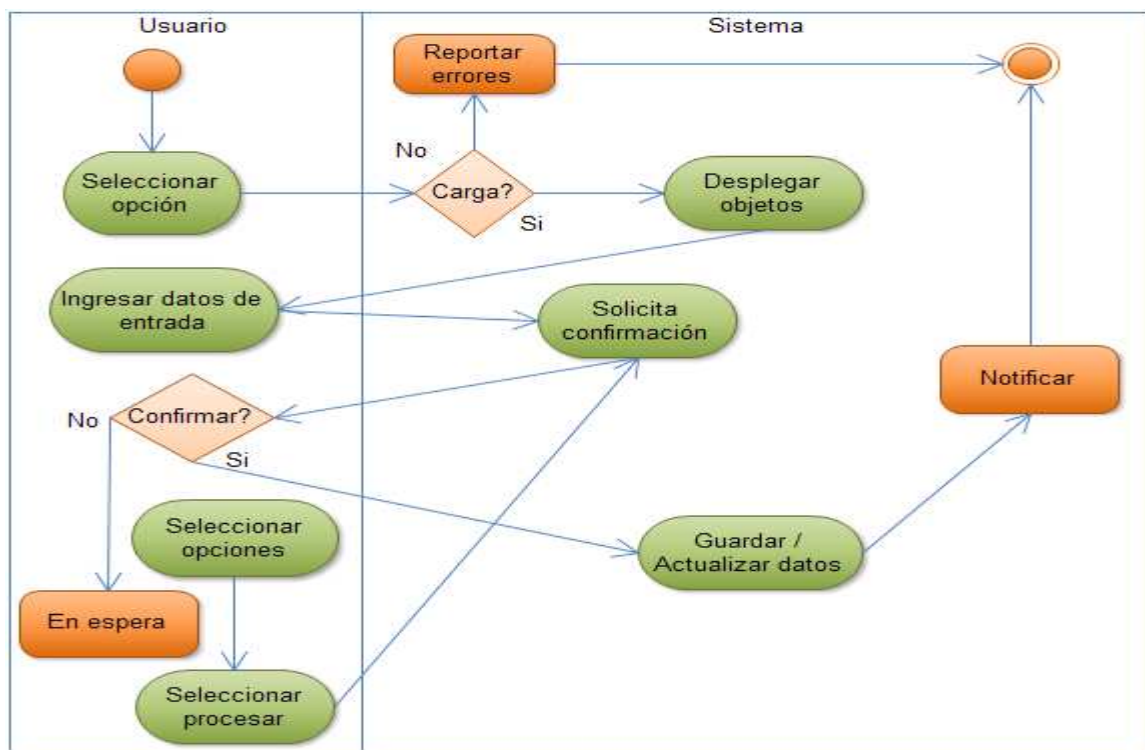 Usuario
Sistema
Reportar
errores
No
Carga?
Si
Seleccionar
opción
Desplegar
objetos
Ingresar datos de
entrada
Solicita
confirmación
Notificar
No
Confirmar?
Si
Seleccionar
opciones
Guardar /
Actualizar datos
En espera
Seleccionar
procesar